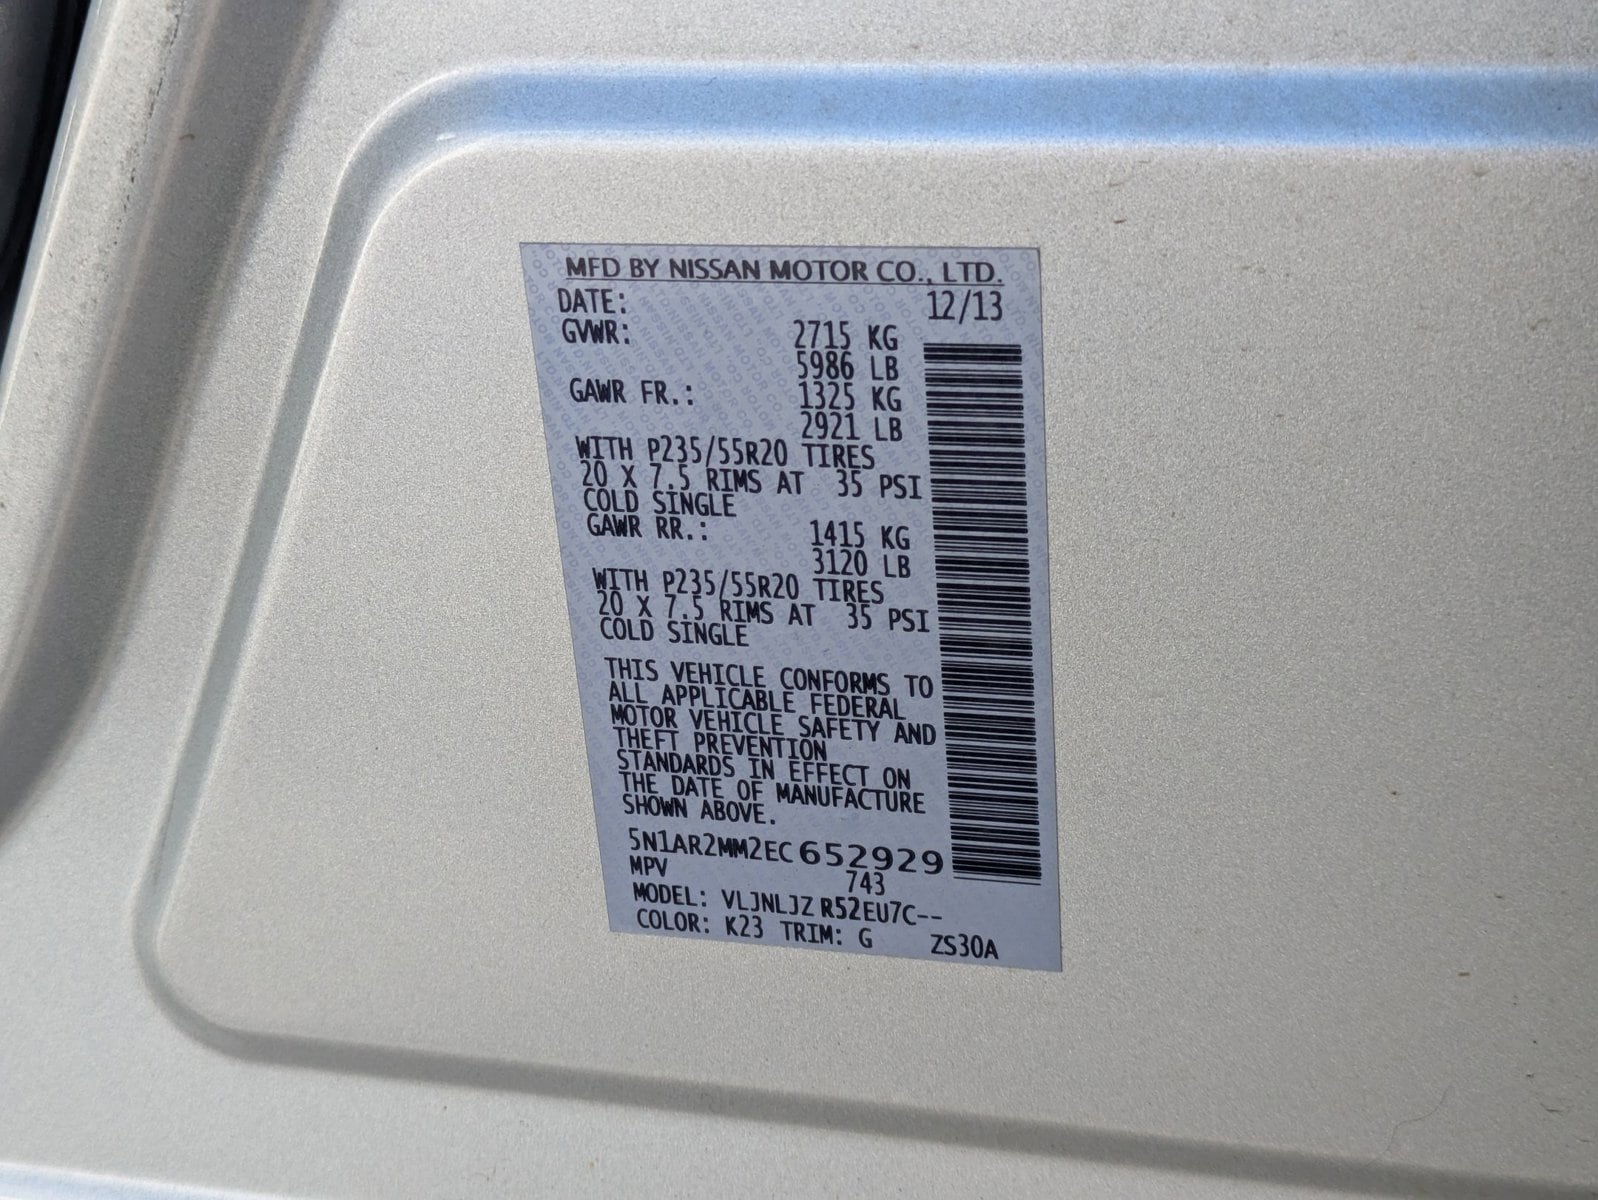 MFD BY NISSAN MOTOR CO., LTD.
DATE: 12/13
GVWR: 2715 KG
5986 LB
GAWR FR.: 1325 KG
2921 LB
WITH P235/55R20 TIRES
20 X 7.5 RIMS AT 35 PSI
COLD SINGLE
GAWR RR.: 1415 KG
3120 LB
WITH P235/55R20 TIRES
20 X 7.5 RIMS AT 35 PSI
COLD SINGLE
THIS VEHICLE CONFORMS TO
ALL APPLICABLE FEDERAL
MOTOR VEHICLE SAFETY AND
THEFT PREVENTION
STANDARDS IN EFFECT ON
THE DATE OF MANUFACTURE
SHOWN ABOVE.
5N1AR2MM2EC652929
MPV 743
MODEL: VLJNLJZ R52EU7C--
COLOR: K23 TRIM: G ZS30A